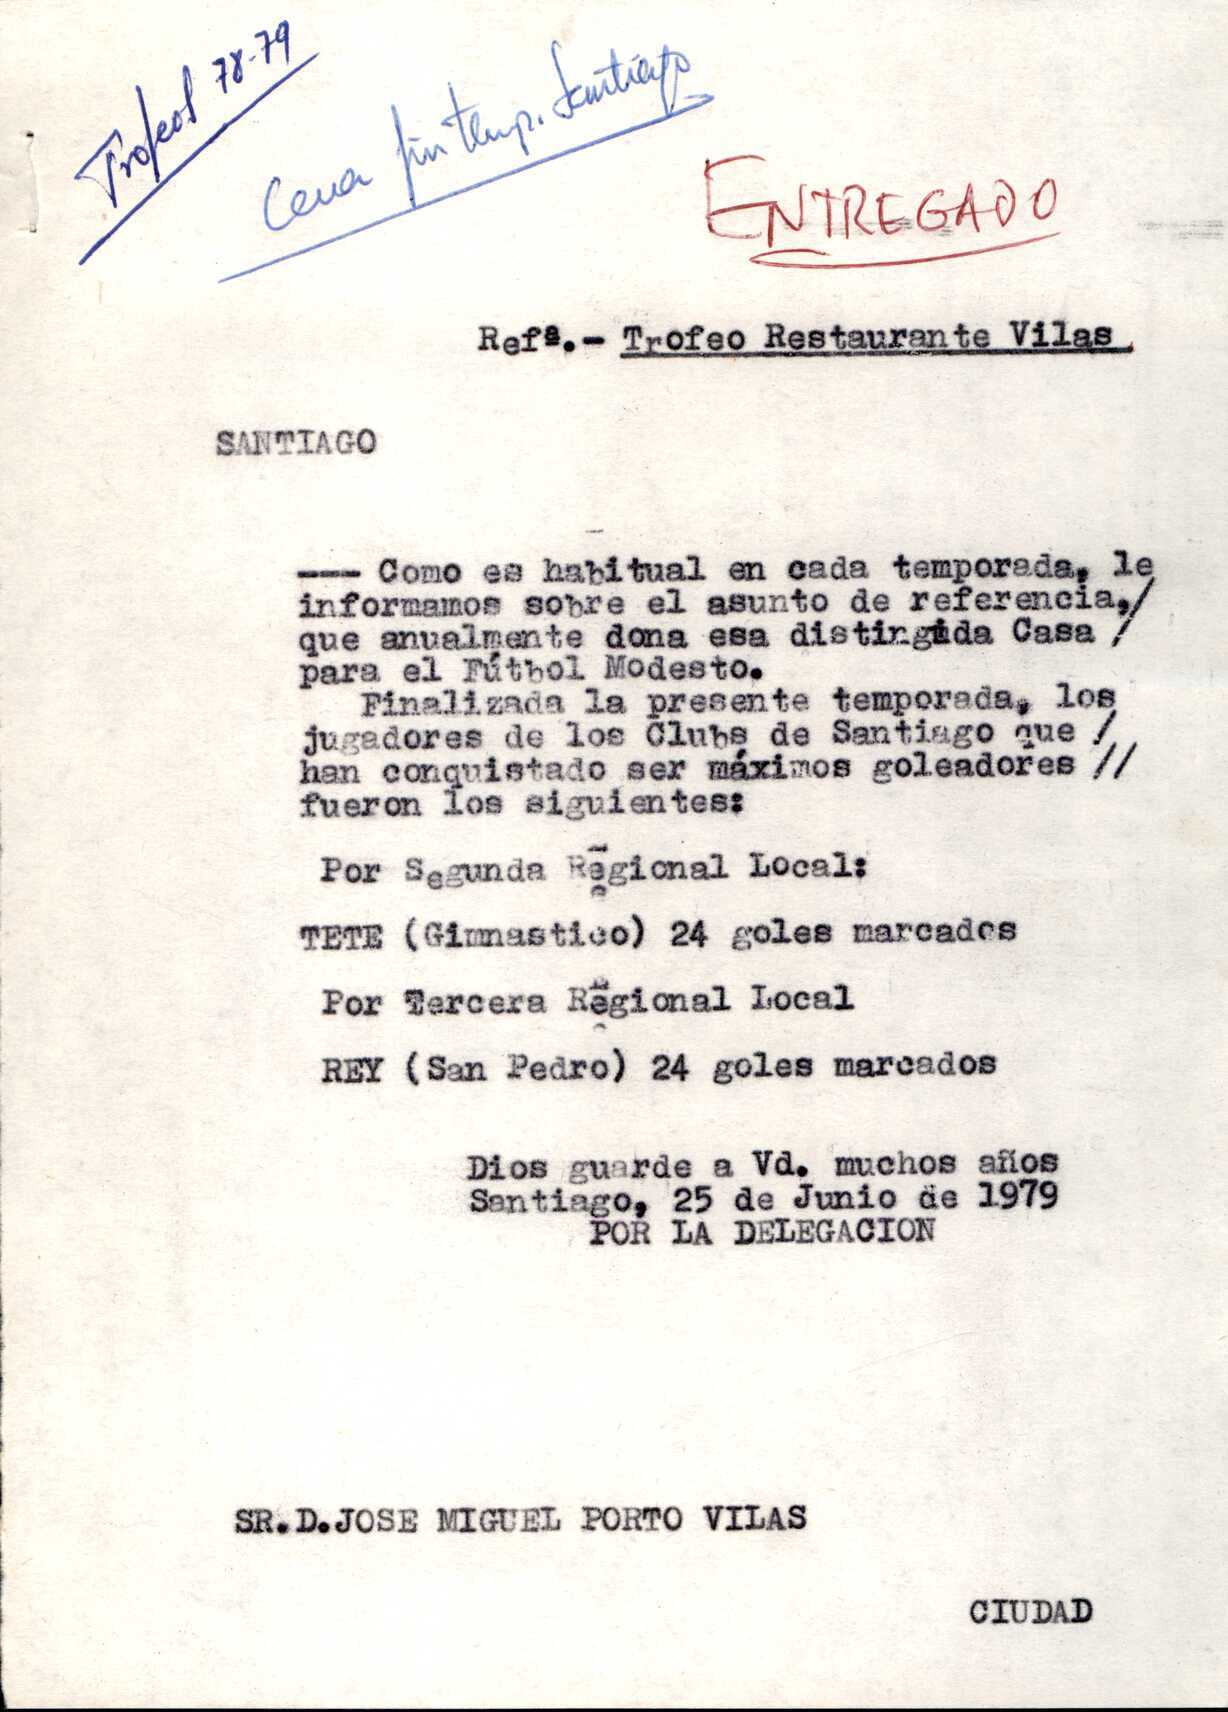 Trofeos 78-79
Cena fin temp. Santiago
ENTREGADO
Refª.- Trofeo Restaurante Vilas
SANTIAGO
--- Como es habitual en cada temporada, le
informamos sobre el asunto de referencia,/
que anualmente dona esa distinguida Casa /
para el Fútbol Modesto.
Finalizada la presente temporada, los
jugadores de los Clubs de Santiago que /
han conquistado ser máximos goleadores //
fueron los siguientes:
Por Segunda Regional Local:
TETE (Gimnastico) 24 goles marcados
Por Tercera Regional Local
REY (San Pedro) 24 goles marcados
Dios guarde a Vd. muchos años
Santiago, 25 de Junio de 1979
POR LA DELEGACION
SR.D.JOSE MIGUEL PORTO VILAS
CIUDAD